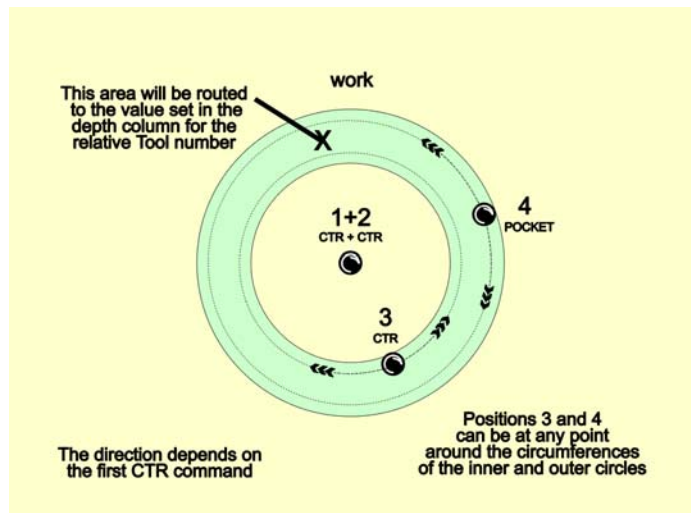 work
This area will be routed
to the value set in the
depth column for the
relative Tool number
X
4
POCKET
1+2
CTR + CTR
3
CTR
Positions 3 and 4
can be at any point
around the circumferences
of the inner and outer circles
The direction depends on
the first CTR command